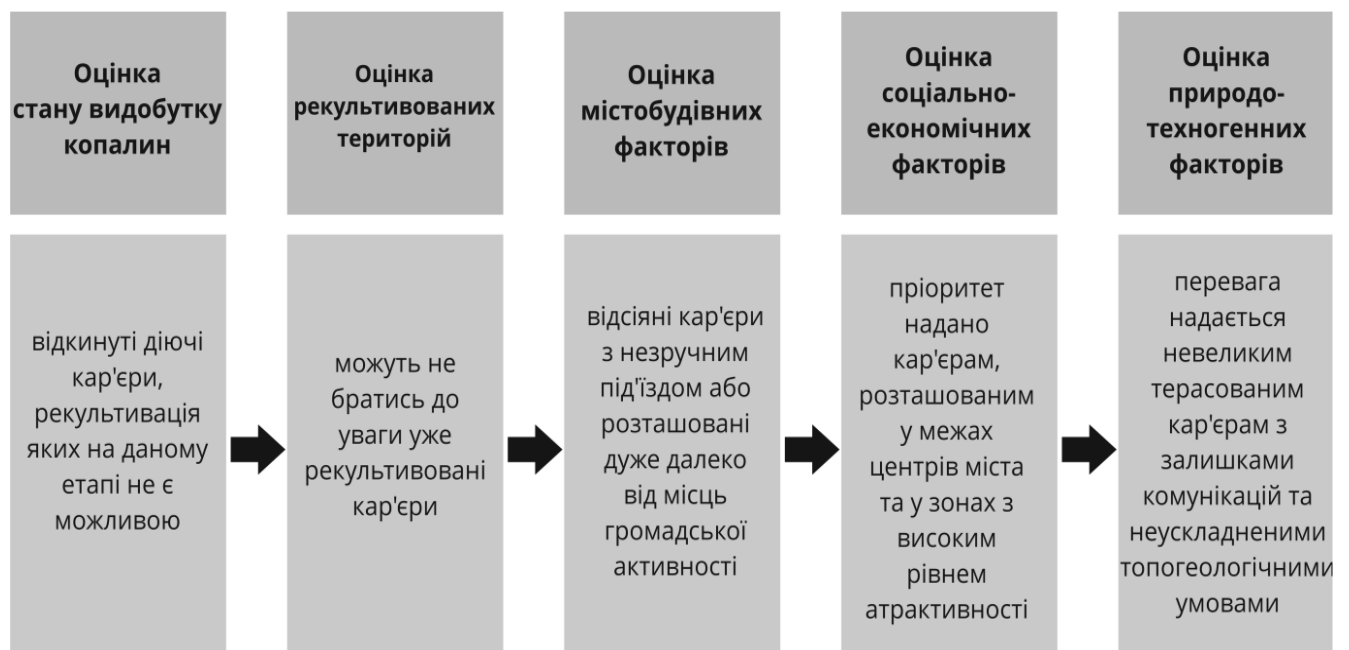 Оцінка
стану видобутку
копалин
Оцінка
рекультивованих
територій
Оцінка
містобудівних
факторів
Оцінка
соціально-
економічних
факторів
Оцінка
природо-
техногенних
факторів
відкинуті діючі
кар'єри,
рекультивація
яких на даному
етапі не є
можливою
можуть не
братись до
уваги уже
рекультивовані
кар'єри
відсіяні кар'єри
з незручним
під'їздом або
розташовані
дуже далеко
від місць
громадської
активності
пріоритет
надано
кар'єрам,
розташованим
у межах
центрів міста
та у зонах з
високим
рівнем
атрактивності
перевага
надається
невеликим
терасованим
кар'єрам з
залишками
комунікацій та
неускладненими
топогеологічними
умовами